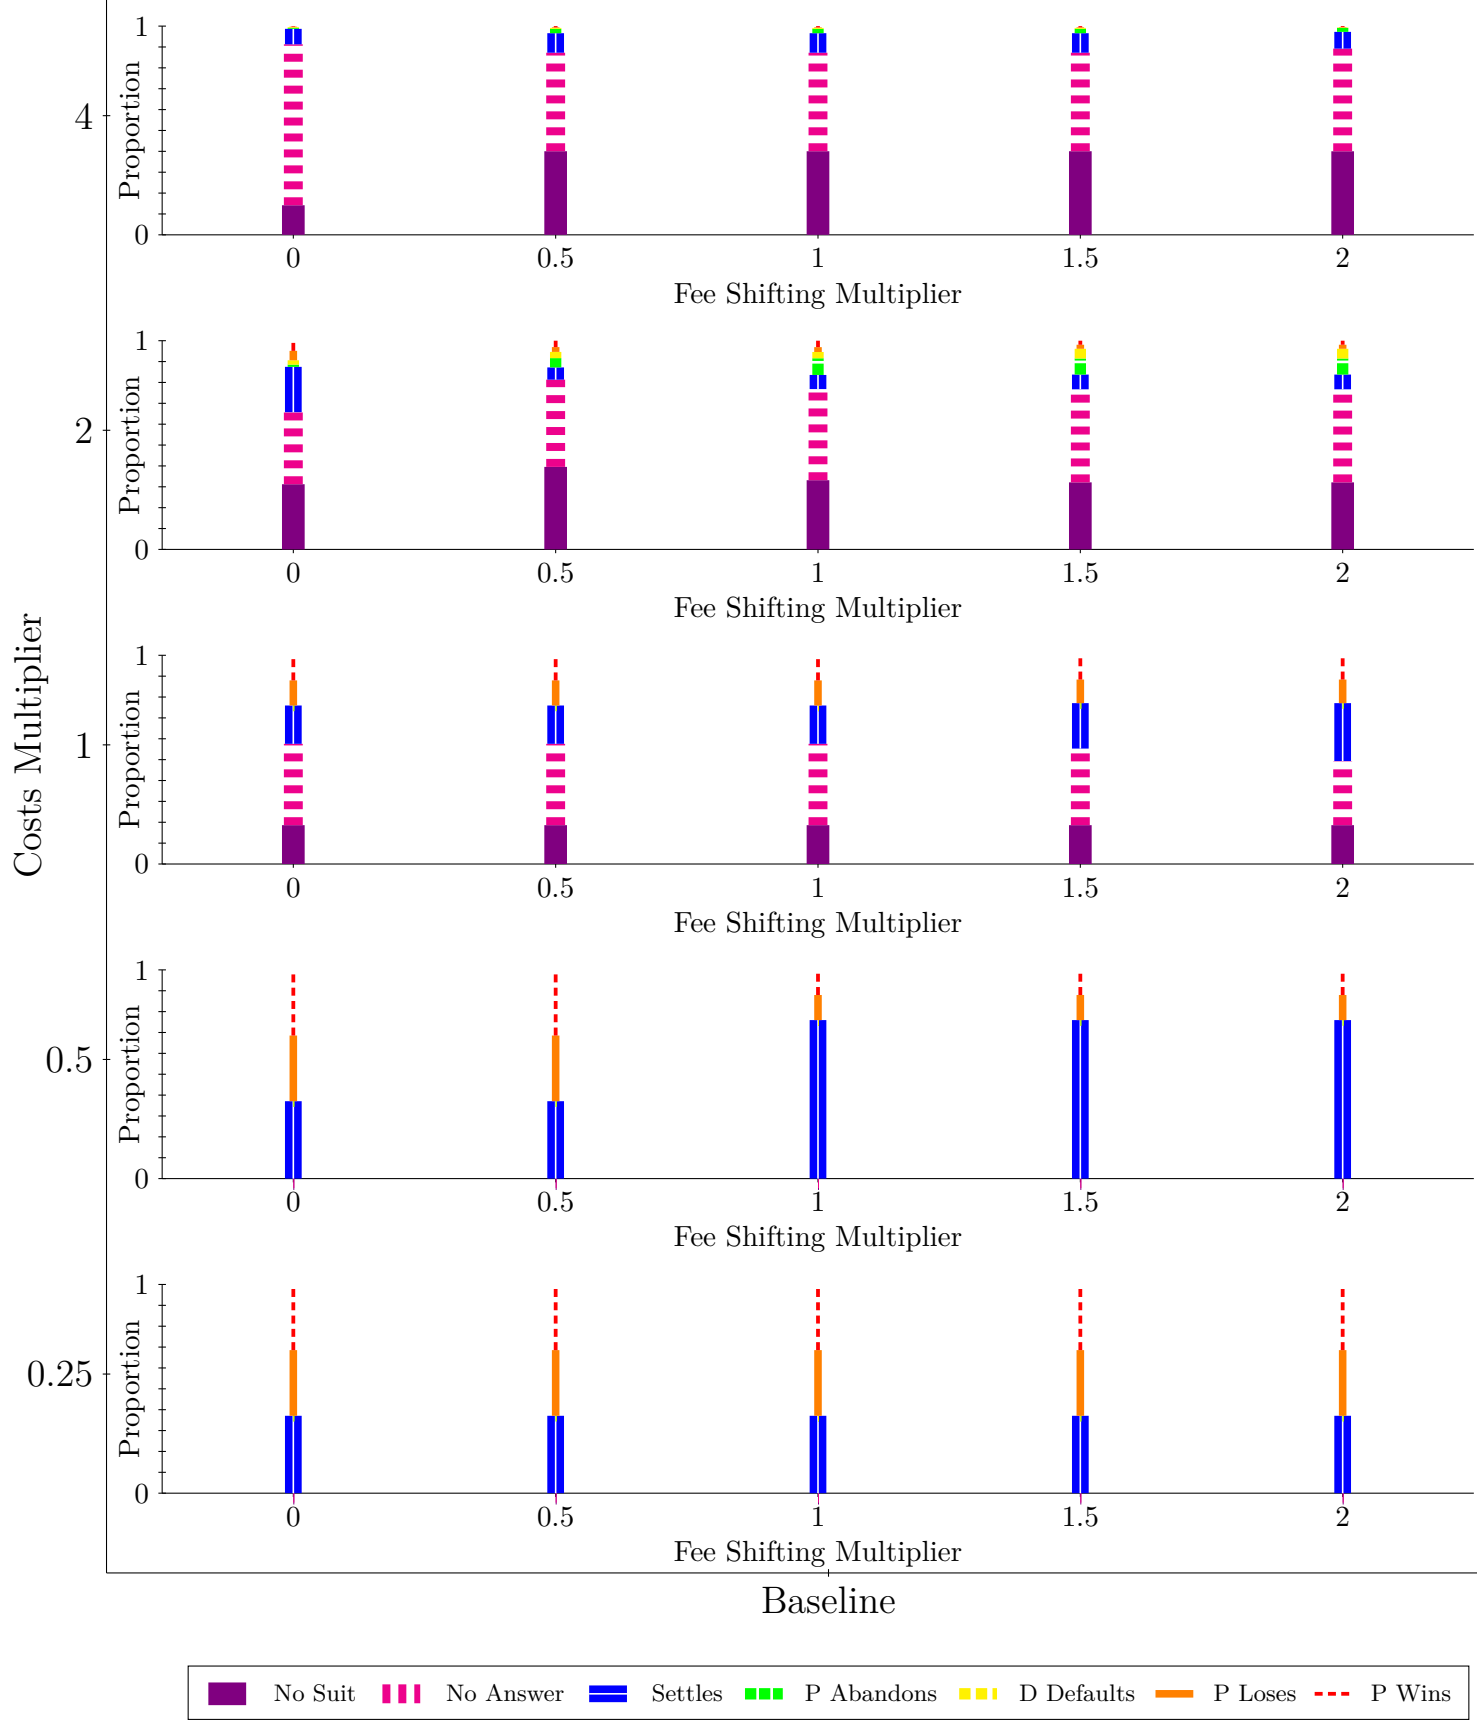 Costs Multiplier
4
Proportion
1
0
0 0.5 1 1.5 2
Fee Shifting Multiplier
2
Proportion
1
0
0 0.5 1 1.5 2
Fee Shifting Multiplier
1
Proportion
1
0
0 0.5 1 1.5 2
Fee Shifting Multiplier
0.5
Proportion
1
0
0 0.5 1 1.5 2
Fee Shifting Multiplier
0.25
Proportion
1
0
0 0.5 1 1.5 2
Fee Shifting Multiplier
Baseline
No Suit No Answer Settles P Abandons D Defaults P Loses P Wins